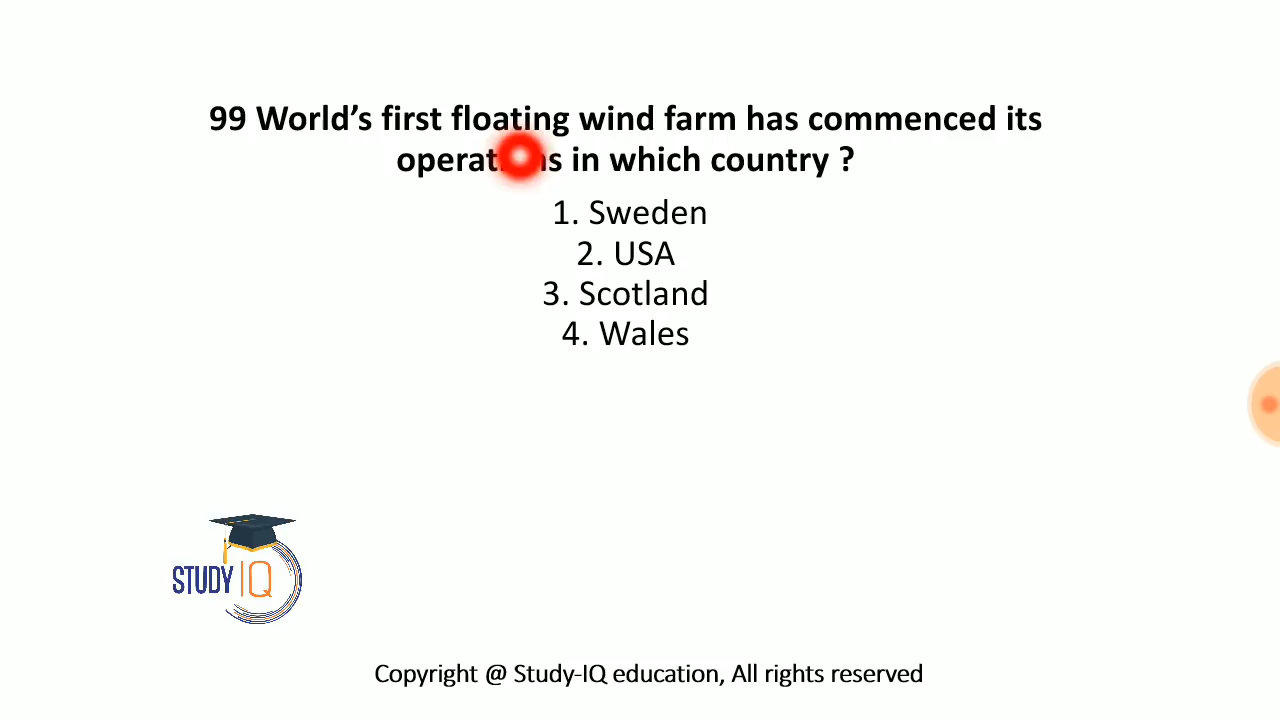 99 World's first floating wind farm has commenced its
operations in which country ?
1. Sweden
2. USA
3. Scotland
4. Wales
STUDY IQ
Copyright @ Study-IQ education, All rights reserved